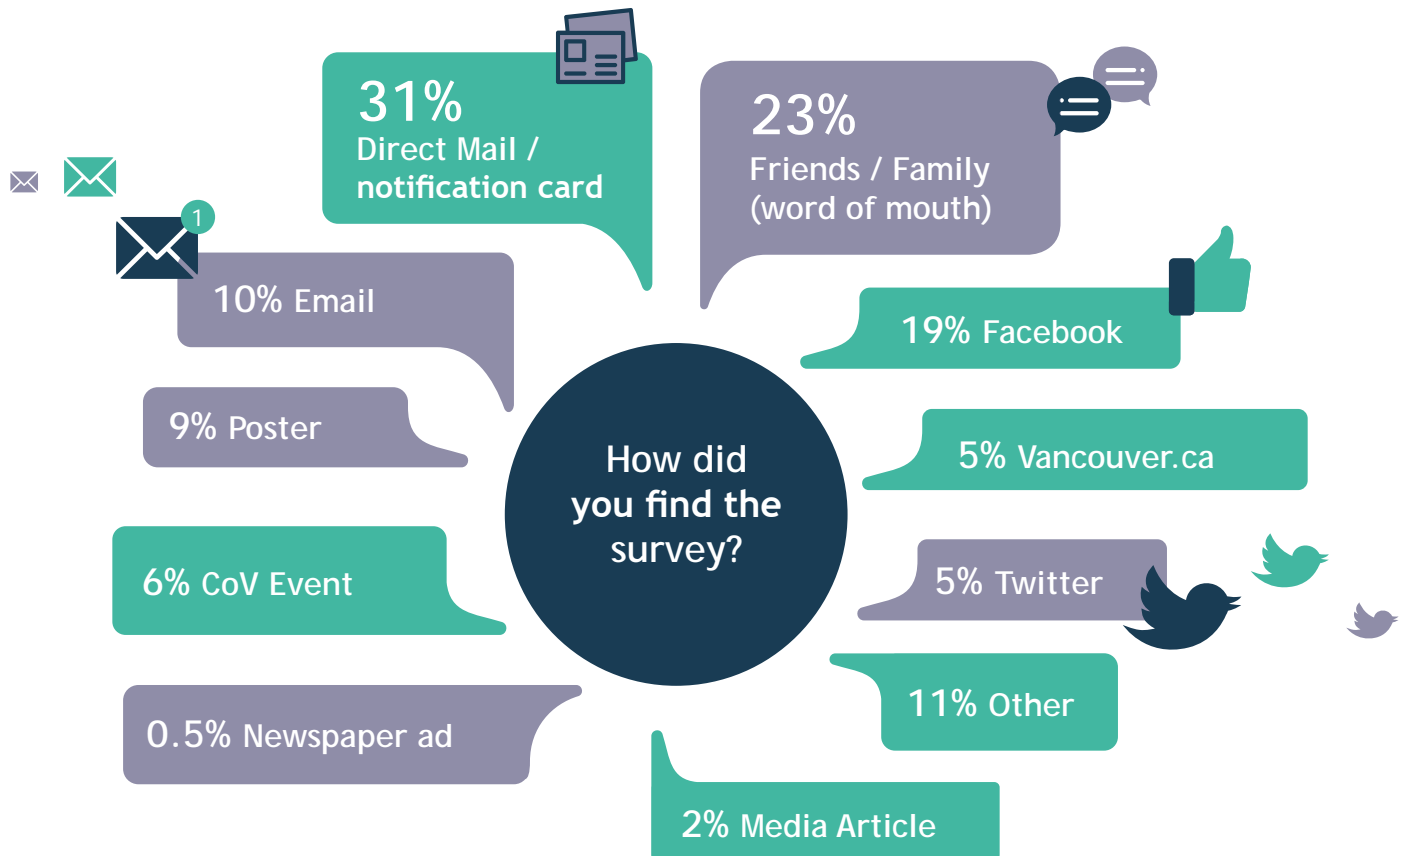 31%
Direct Mail /
notification card
23%
Friends / Family
(word of mouth)
1
10% Email
19% Facebook
9% Poster
How did
you find the
survey?
5% Vancouver.ca
6% CoV Event
5% Twitter
11% Other
0.5% Newspaper ad
2% Media Article